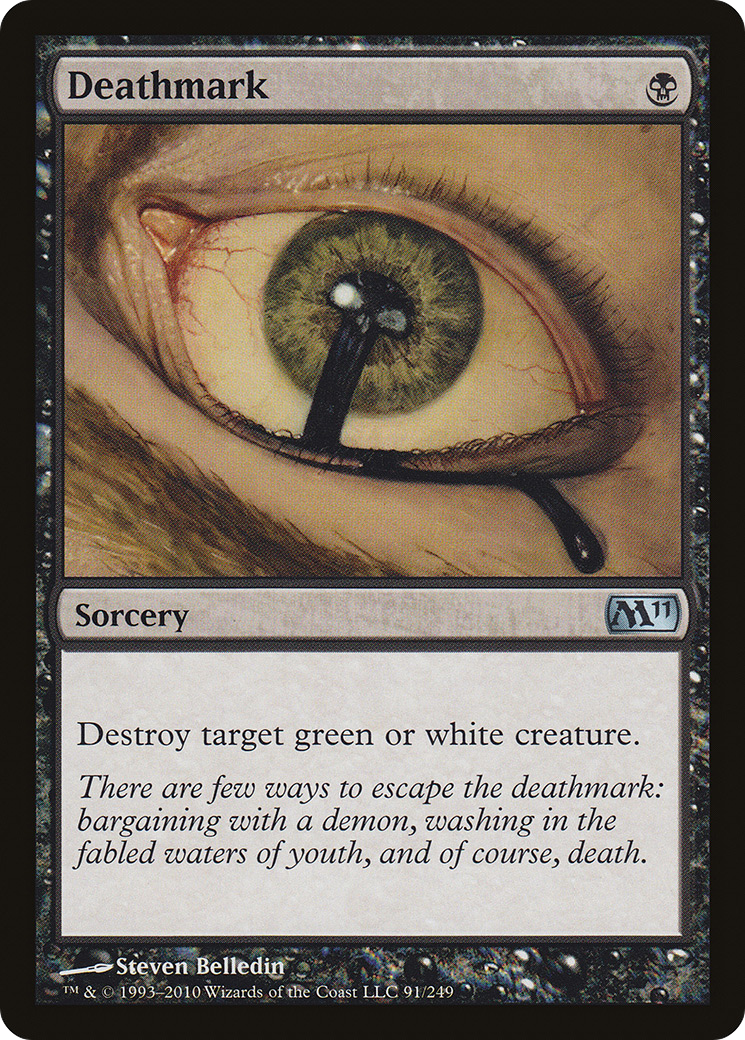 Deathmark
Sorcery
M11
Destroy target green or white creature.
There are few ways to escape the deathmark:
bargaining with a demon, washing in the
fabled waters of youth, and of course, death.
Steven Belledin
™ & © 1993–2010 Wizards of the Coast LLC 91/249